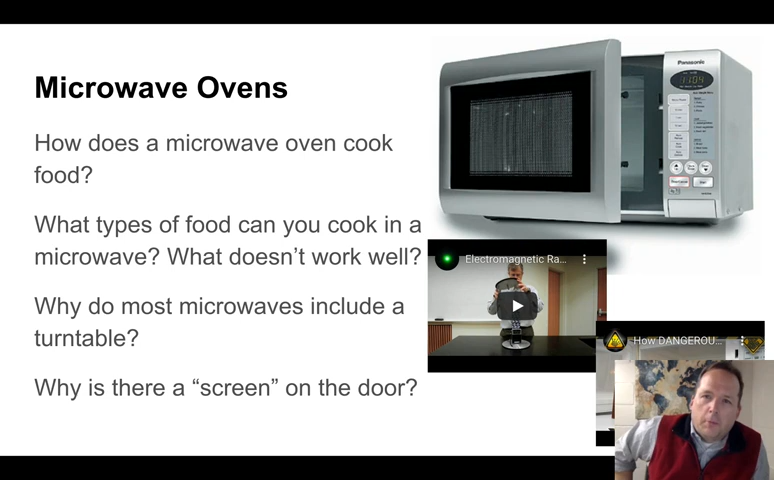 Microwave Ovens
How does a microwave oven cook
food?
What types of food can you cook in a
microwave? What doesn’t work well?
Why do most microwaves include a
turntable?
Why is there a “screen” on the door?
Panasonic
Electromagnetic Ra...
How DANGEROU...